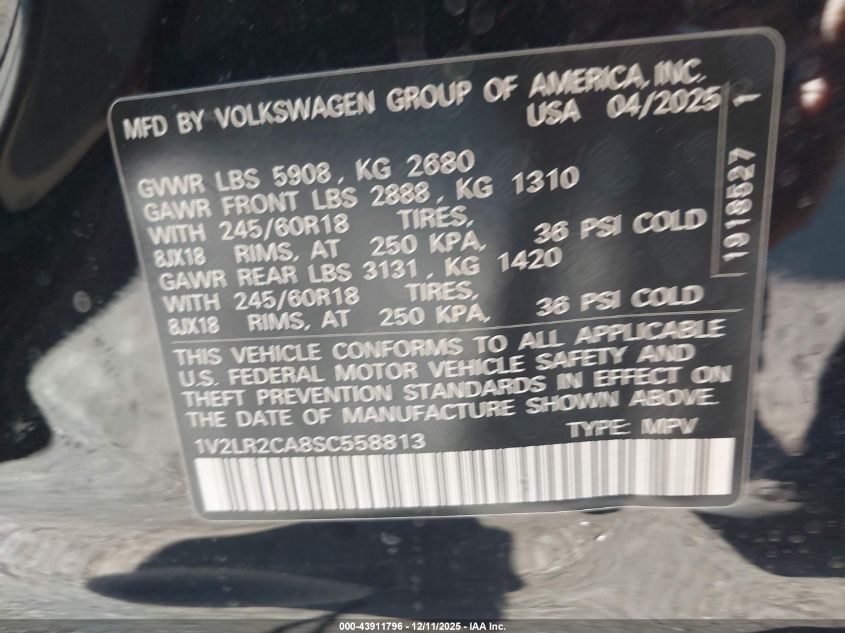 MFD BY VOLKSWAGEN GROUP OF AMERICA, INC.
USA 04/2025
GVWR LBS 5908, KG 2680
GAWR FRONT LBS 2888, KG 1310
WITH 245/60R18 TIRES,
8JX18 RIMS, AT 250 KPA, 36 PSI COLD
GAWR REAR LBS 3131, KG 1420
WITH 245/60R18 TIRES,
8JX18 RIMS, AT 250 KPA, 36 PSI COLD
THIS VEHICLE CONFORMS TO ALL APPLICABLE
U.S. FEDERAL MOTOR VEHICLE SAFETY AND
THEFT PREVENTION STANDARDS IN EFFECT ON
THE DATE OF MANUFACTURE SHOWN ABOVE.
1V2LR2CA8SC558813 TYPE: MPV
1918527 1
000-43911796 - 12/11/2025 - IAA Inc.